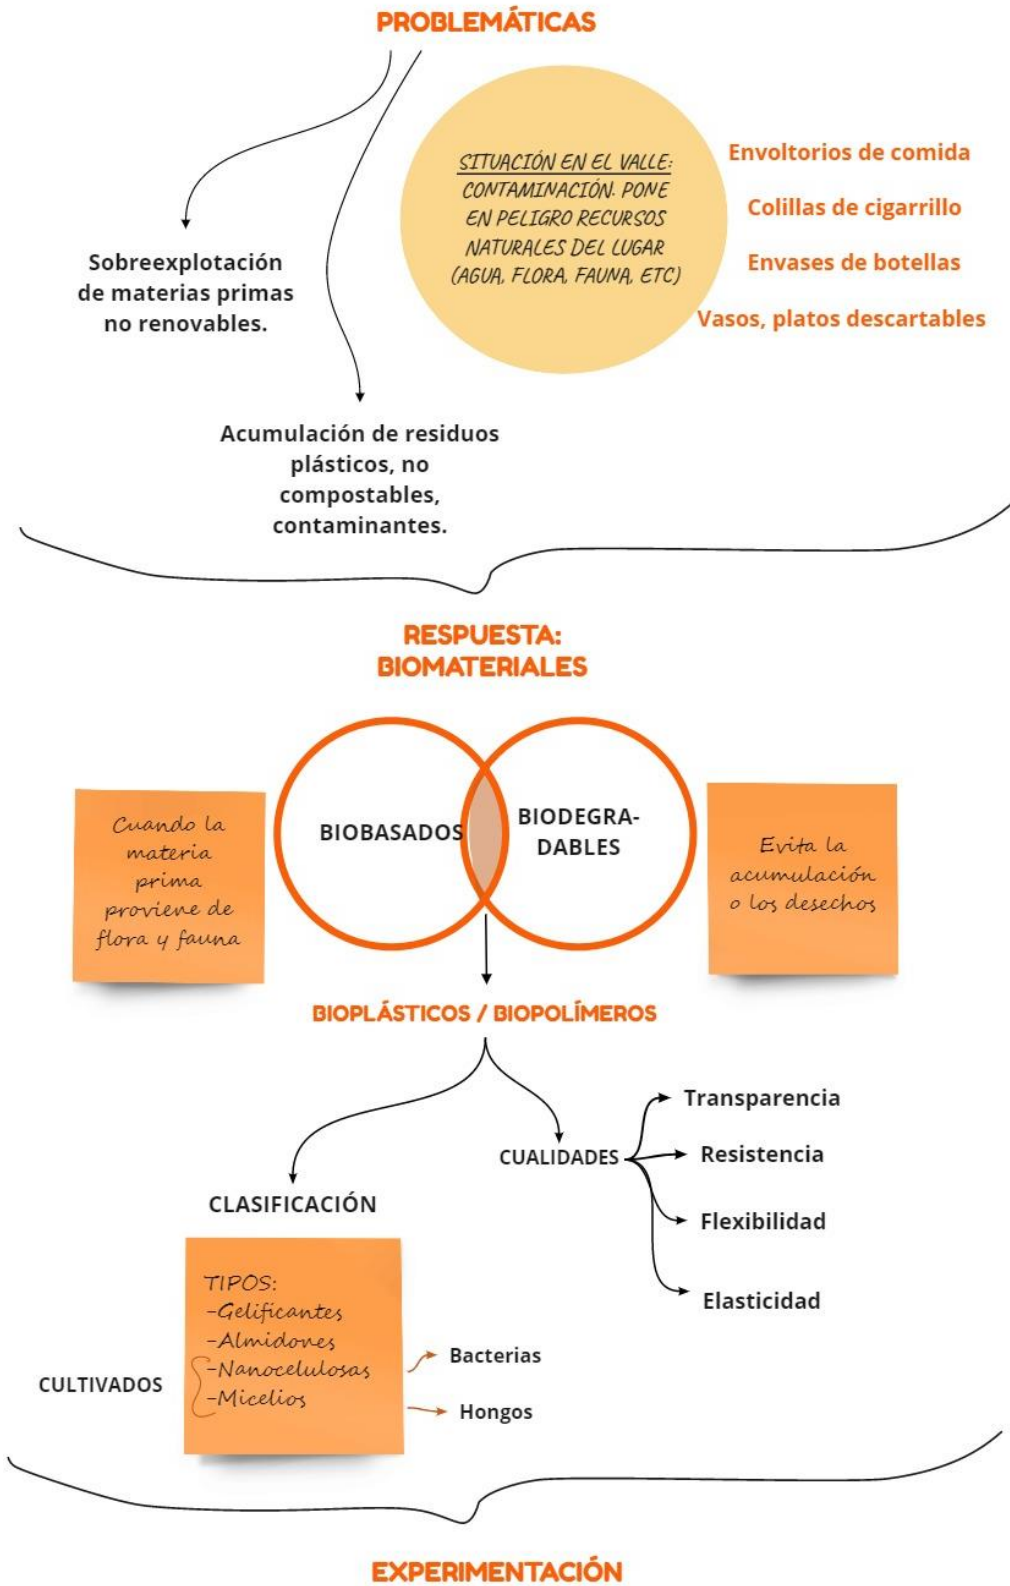 PROBLEMÁTICAS
SITUACIÓN EN EL VALLE:
CONTAMINACIÓN. PONE
EN PELIGRO RECURSOS
NATURALES DEL LUGAR
(AGUA, FLORA, FAUNA, ETC)
Envoltorios de comida
Colillas de cigarrillo
Envases de botellas
Vasos, platos descartables
Sobreexplotación
de materias primas
no renovables.
Acumulación de residuos
plásticos, no
compostables,
contaminantes.
RESPUESTA:
BIOMATERIALES
Cuando la
materia
prima
proviene de
flora y fauna
BIOBASADOS
BIODEGRA-
DABLES
Evita la
acumulación
o los desechos
BIOPLÁSTICOS / BIOPOLÍMEROS
CUALIDADES
Transparencia
Resistencia
Flexibilidad
Elasticidad
CLASIFICACIÓN
TIPOS:
-Gelificantes
-Almidones
-Nanocelulosas
-Micelios
CULTIVADOS
Bacterias
Hongos
EXPERIMENTACIÓN